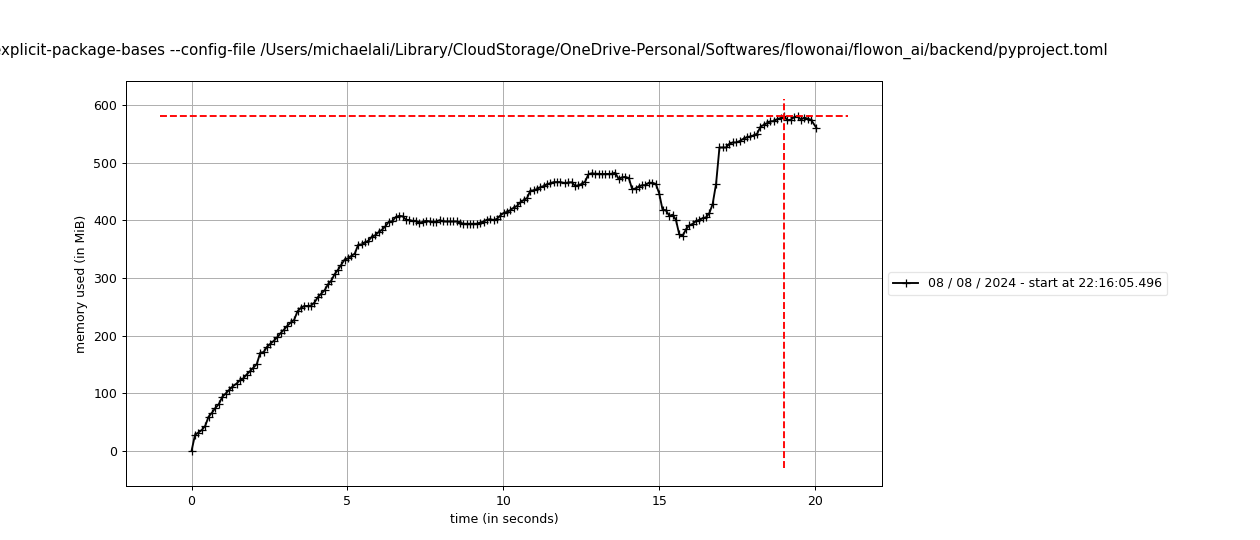 explicit-package-bases --config-file /Users/michaelali/Library/CloudStorage/OneDrive-Personal/Softwares/flowonai/flowon_ai/backend/pyproject.toml
600
500
400
300
200
100
0
memory used (in MiB)
08 / 08 / 2024 - start at 22:16:05.496
0 5 10 15 20
time (in seconds)